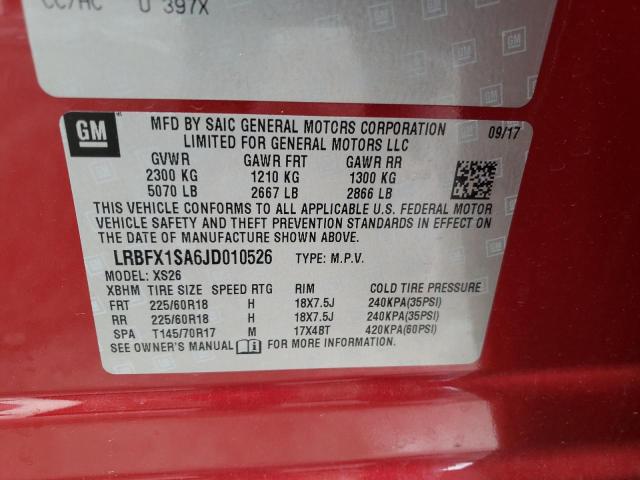 CC/AC U 397X
GM
GM
MFD BY SAIC GENERAL MOTORS CORPORATION 09/17
LIMITED FOR GENERAL MOTORS LLC
GVWR GAWR FRT GAWR RR
2300 KG 1210 KG 1300 KG
5070 LB 2667 LB 2866 LB
THIS VEHICLE CONFORMS TO ALL APPLICABLE U.S. FEDERAL MOTOR
VEHICLE SAFETY AND THEFT PREVENTION STANDARDS IN EFFECT ON
THE DATE OF MANUFACTURE SHOWN ABOVE.
LRBFX1SA6JD010526 TYPE: M.P.V.
MODEL: XS26
XBHM TIRE SIZE SPEED RTG RIM COLD TIRE PRESSURE
FRT 225/60R18 H 18X7.5J 240KPA(35PSI)
RR 225/60R18 H 18X7.5J 240KPA(35PSI)
SPA T145/70R17 M 17X4BT 420KPA(60PSI)
SEE OWNER'S MANUAL FOR MORE INFORMATION.